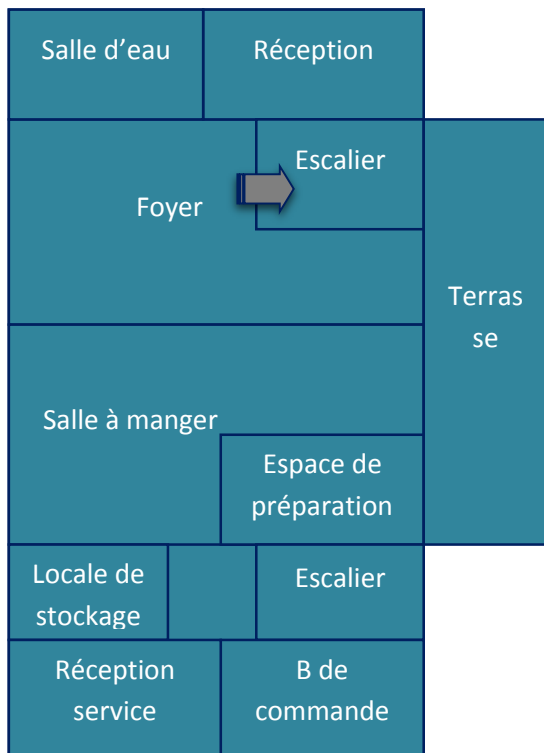 Salle d'eau
Réception
Escalier
Foyer
Terras
se
Salle à manger
Espace de
préparation
Locale de
stockage
Escalier
Réception
service
B de
commande